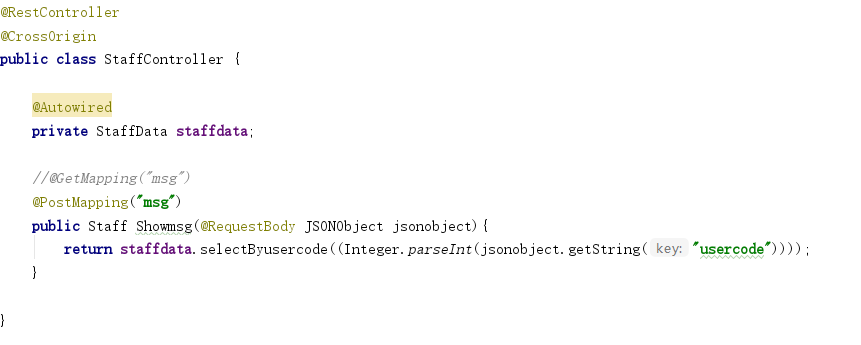 @RestController
@CrossOrigin
public class StaffController {
@Autowired
private StaffData staffdata;
//@GetMapping("msg")
@PostMapping("msg")
public Staff Showmsg(@RequestBody JSONObject jsonobject){
return staffdata.selectByusercode((Integer.parseInt(jsonobject.getString( key: "usercode"))));
}
}